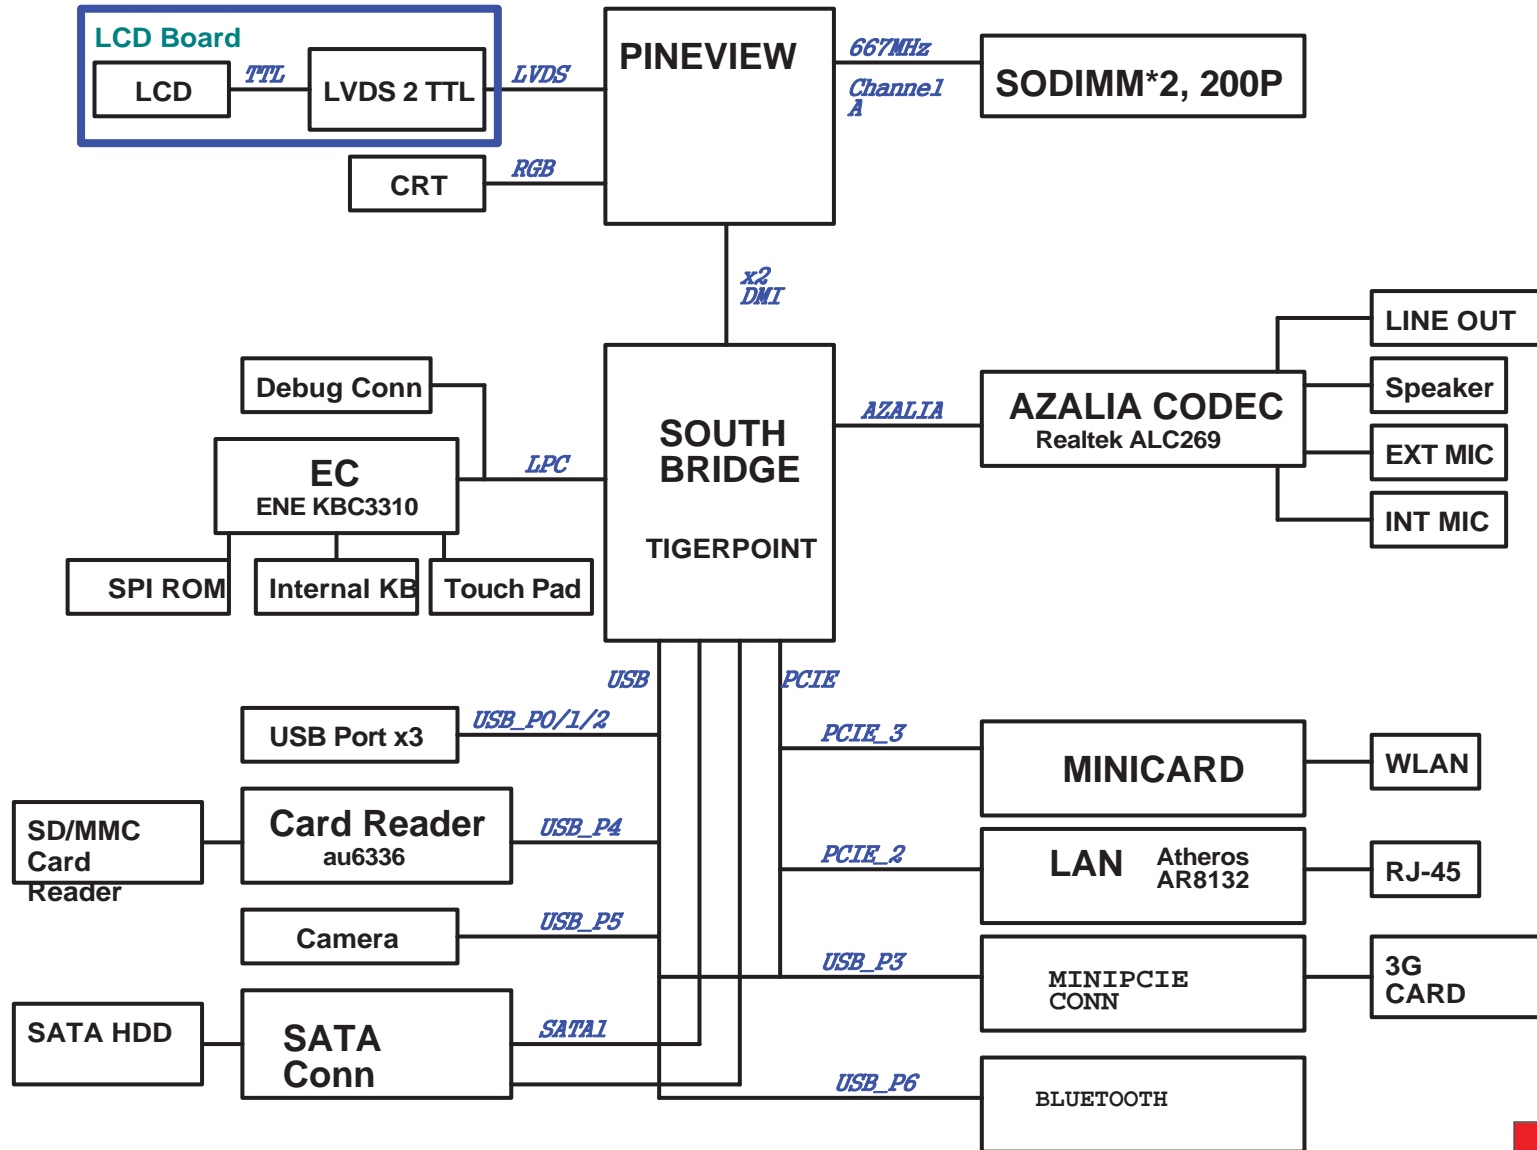 LCD Board
LCD
TTL
LVDS 2 TTL
LVDS
PINEVIEW
667MHz
Channel
A
SODIMM*2, 200P
CRT
RGB
x2
DMI
Debug Conn
EC
ENE KBC3310
LPC
SPI ROM
Internal KB
Touch Pad
SOUTH
BRIDGE
TIGERPOINT
AZALIA
AZALIA CODEC
Realtek ALC269
LINE OUT
Speaker
EXT MIC
INT MIC
USB
PCIE
USB Port x3
USB_P0/1/2
PCIE_3
MINICARD
WLAN
SD/MMC
Card
Reader
Card Reader
au6336
USB_P4
PCIE_2
LAN
Atheros
AR8132
RJ-45
Camera
USB_P5
USB_P3
MINIPCIE
CONN
3G
CARD
SATA HDD
SATA
Conn
SATA1
USB_P6
BLUETOOTH